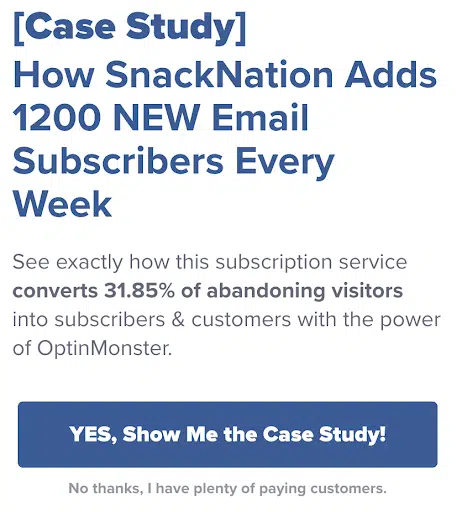 [Case Study]
How SnackNation Adds
1200 NEW Email
Subscribers Every
Week
See exactly how this subscription service
converts 31.85% of abandoning visitors
into subscribers & customers with the power
of OptinMonster.
YES, Show Me the Case Study!
No thanks, I have plenty of paying customers.